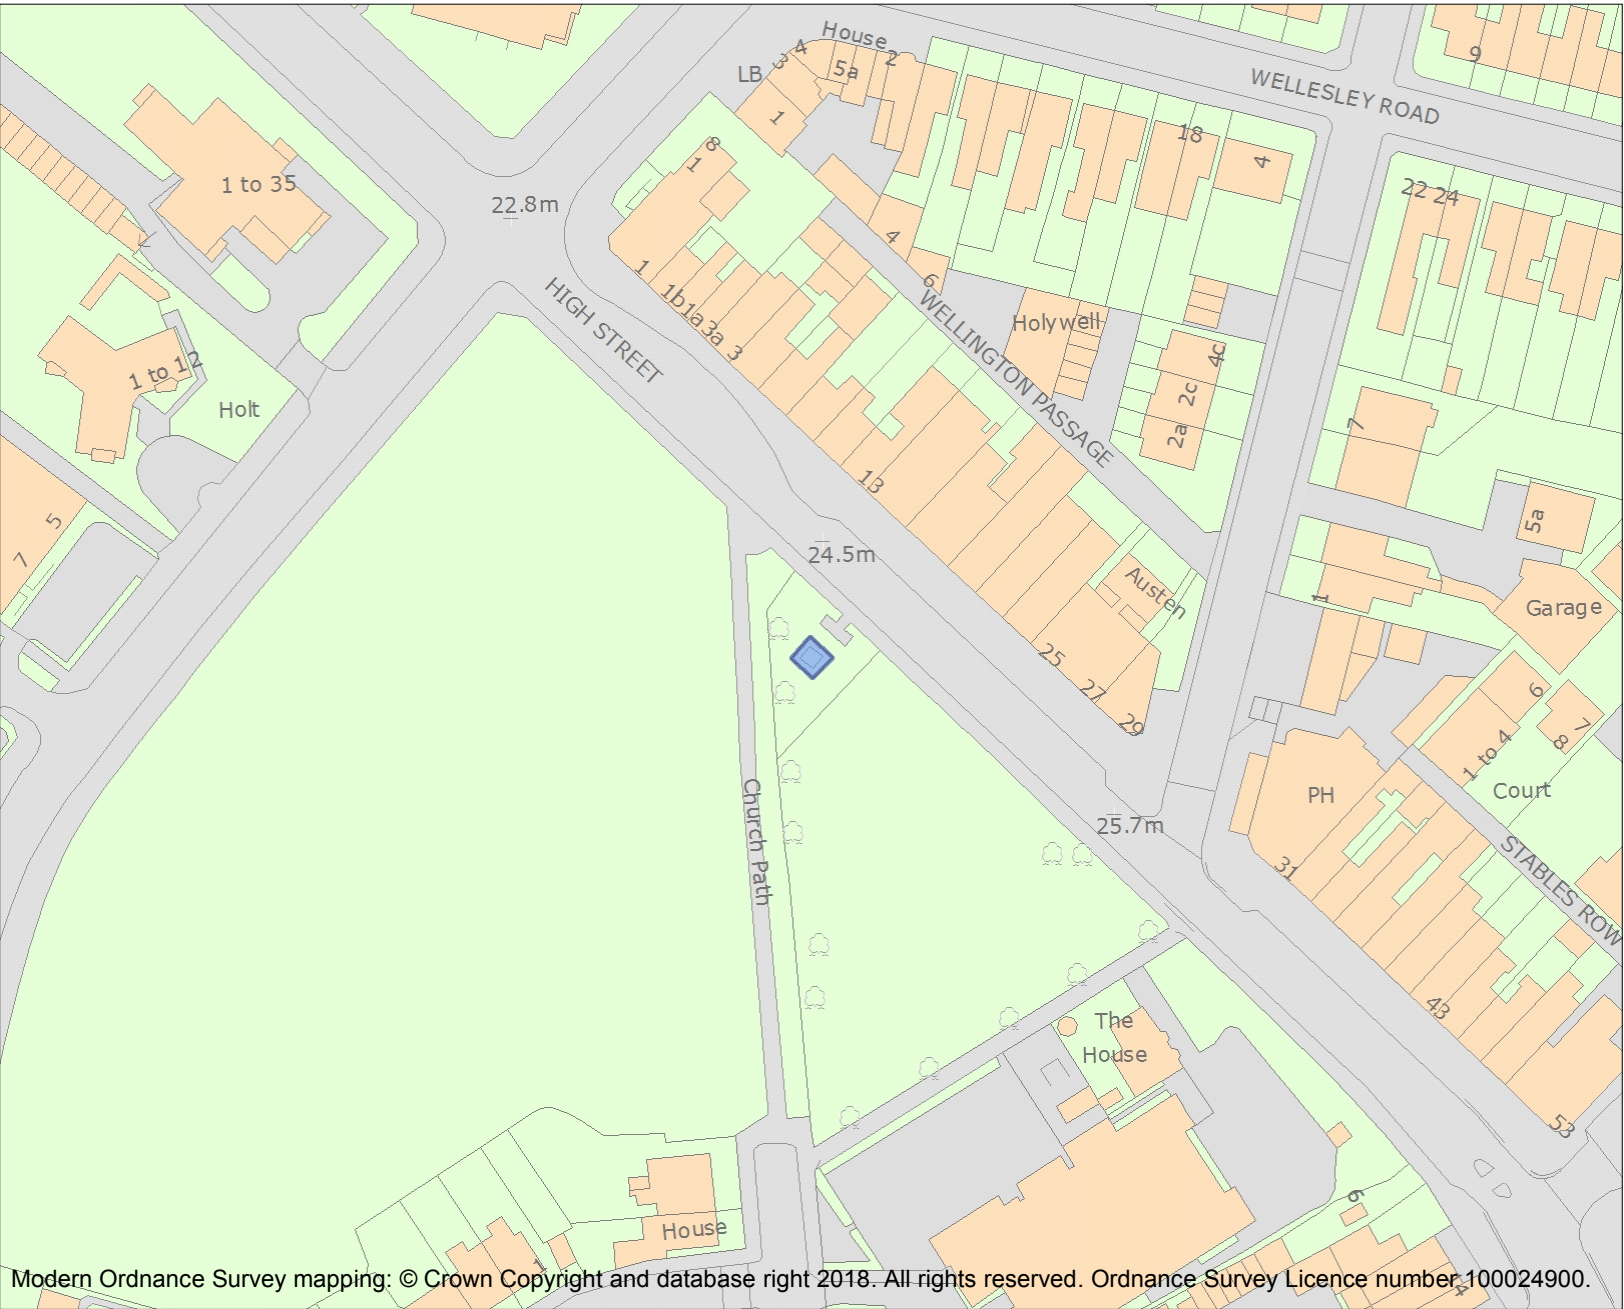 House
4
3
2
5a
LB
1
9
WELLESLEY ROAD
8
1
18
4
1 to 35
22 24
22.8m
4
1
6
HIGH STREET
1b1a3a 3
WELLINGTON PASSAGE
Holywell
4c
1 to 12
2c
Holt
7
2a
13
5
5a
24.5m
7
Austen
1
Garage
25
27
6
29
7
8
1 to 4
Church Path
PH
Court
25.7m
31
STABLES ROW
43
The
House
53
6
House
1
4
Modern Ordnance Survey mapping: © Crown Copyright and database right 2018. All rights reserved. Ordnance Survey Licence number 100024900.